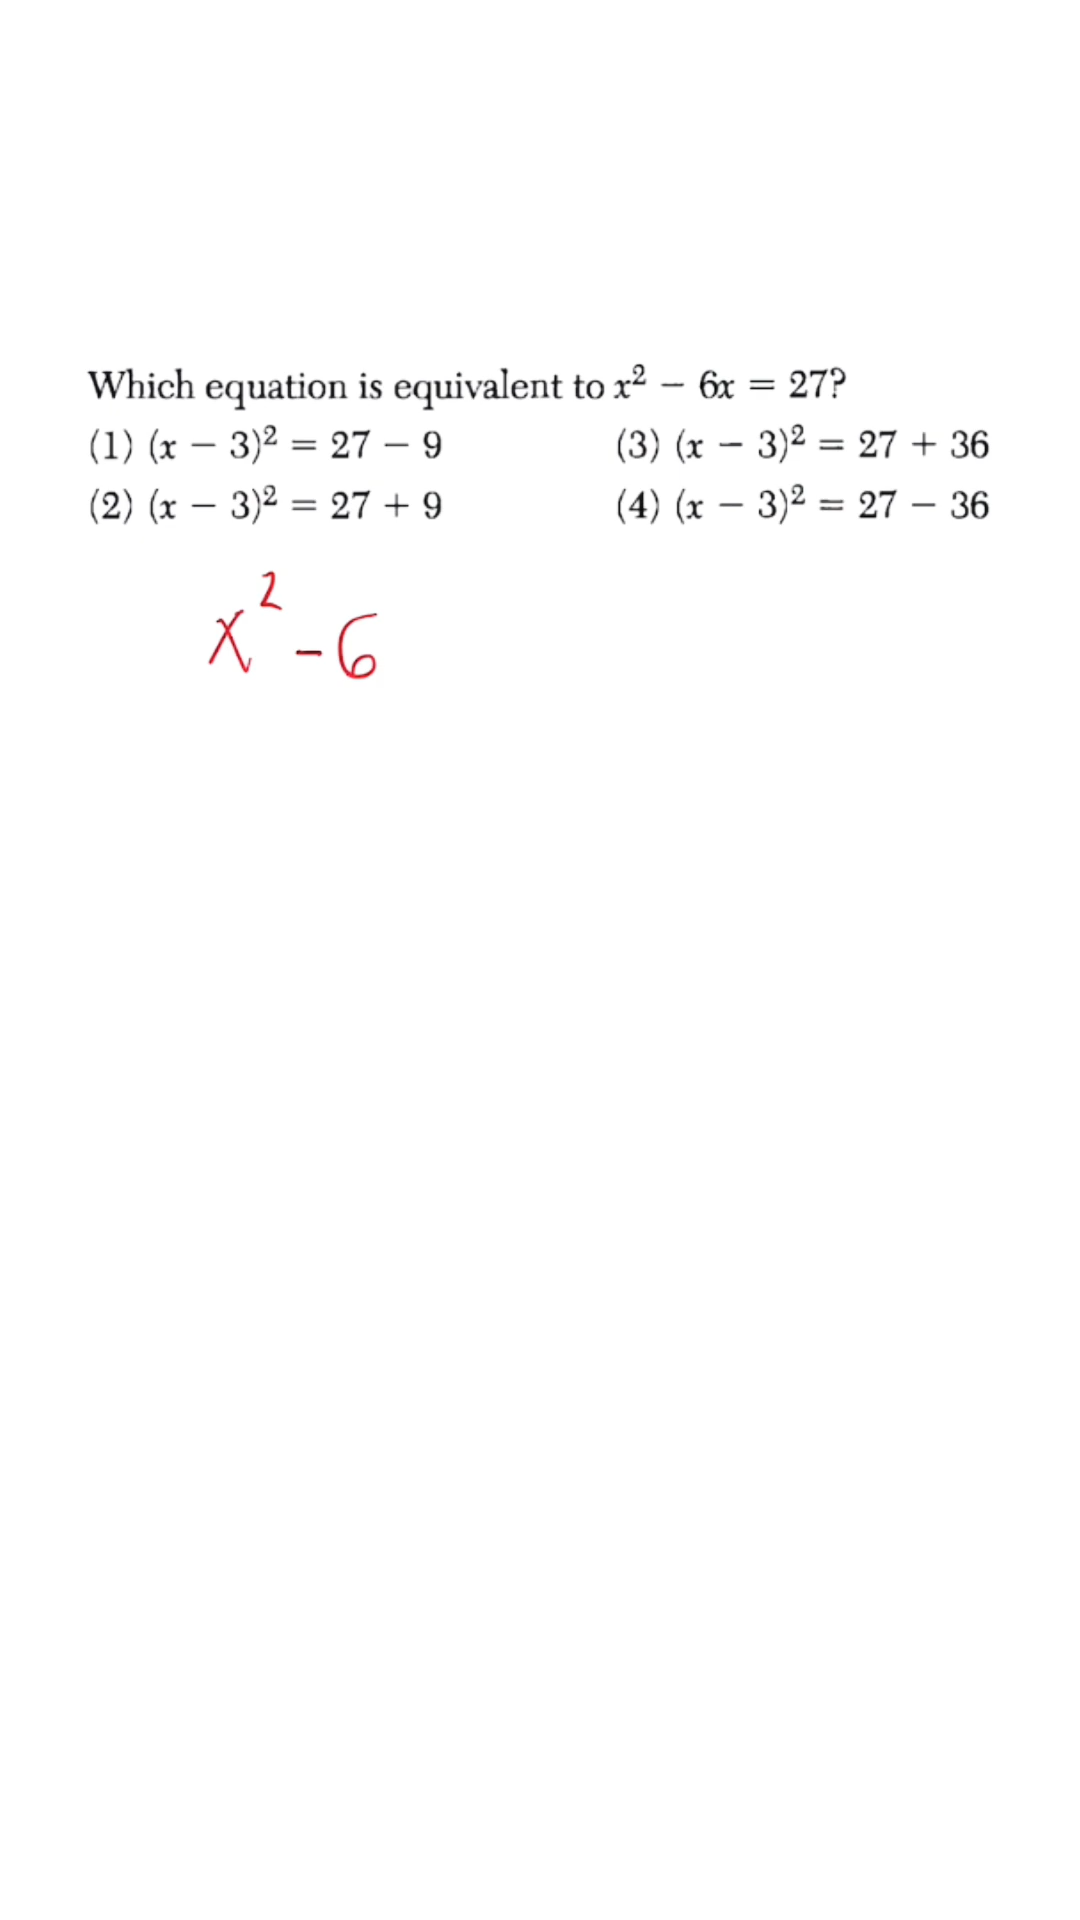 Which equation is equivalent to x² − 6x = 27?
(1) (x − 3)² = 27 − 9 (3) (x − 3)² = 27 + 36
(2) (x − 3)² = 27 + 9 (4) (x − 3)² = 27 − 36
x² − 6